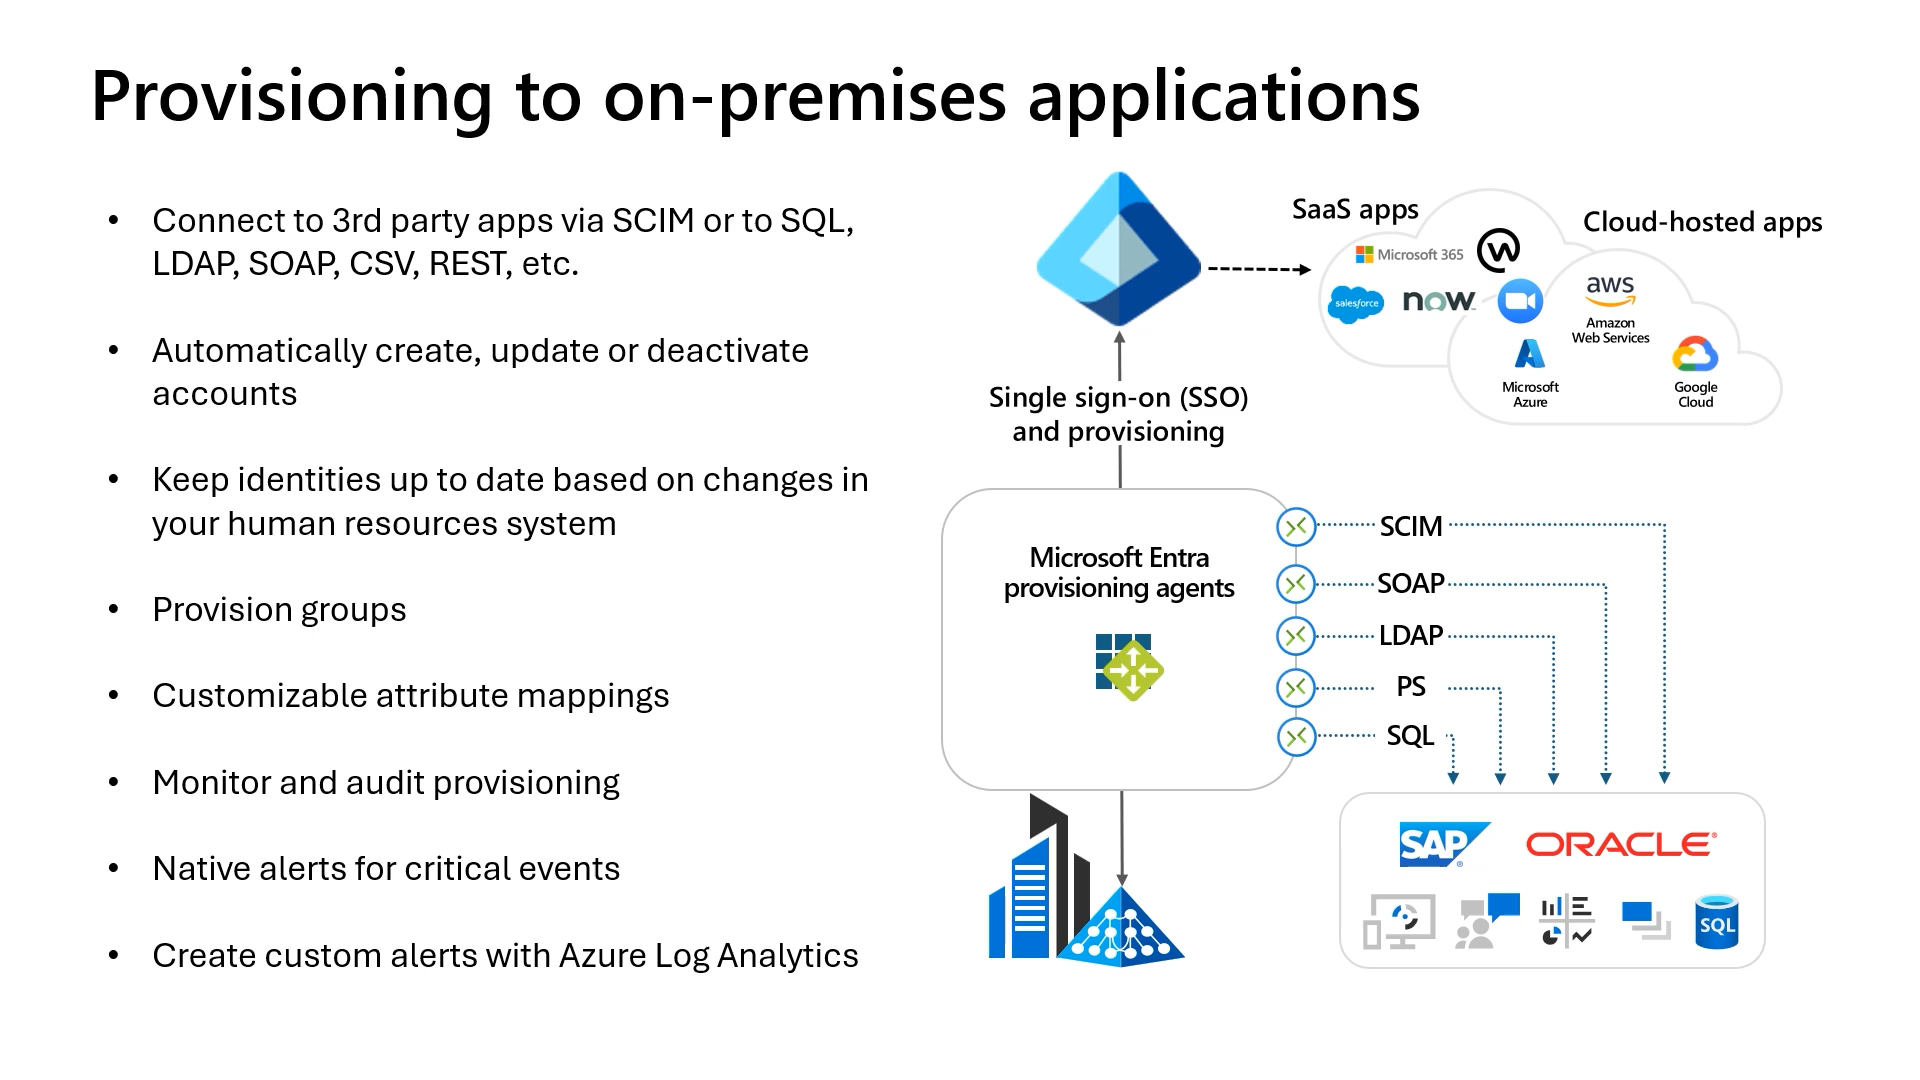 Provisioning to on-premises applications
• Connect to 3rd party apps via SCIM or to SQL,
LDAP, SOAP, CSV, REST, etc.
• Automatically create, update or deactivate
accounts
• Keep identities up to date based on changes in
your human resources system
• Provision groups
• Customizable attribute mappings
• Monitor and audit provisioning
• Native alerts for critical events
• Create custom alerts with Azure Log Analytics
SaaS apps
Cloud-hosted apps
Microsoft 365
W
salesforce
now
aws
Amazon
Web Services
Microsoft
Azure
Google
Cloud
Single sign-on (SSO)
and provisioning
Microsoft Entra
provisioning agents
SCIM
SOAP
LDAP
PS
SQL
SAP®
ORACLE®
SQL